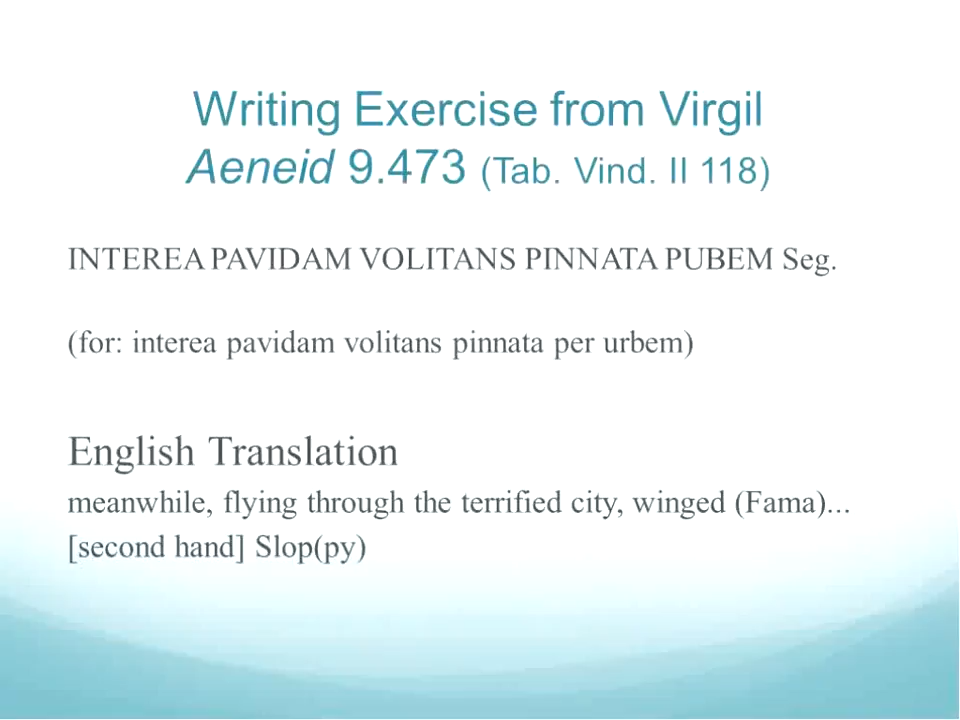 Writing Exercise from Virgil
Aeneid 9.473 (Tab. Vind. II 118)
INTEREA PAVIDAM VOLITANS PINNATA PUBEM Seg.
(for: interea pavidam volitans pinnata per urbem)
English Translation
meanwhile, flying through the terrified city, winged (Fama)...
[second hand] Slop(py)